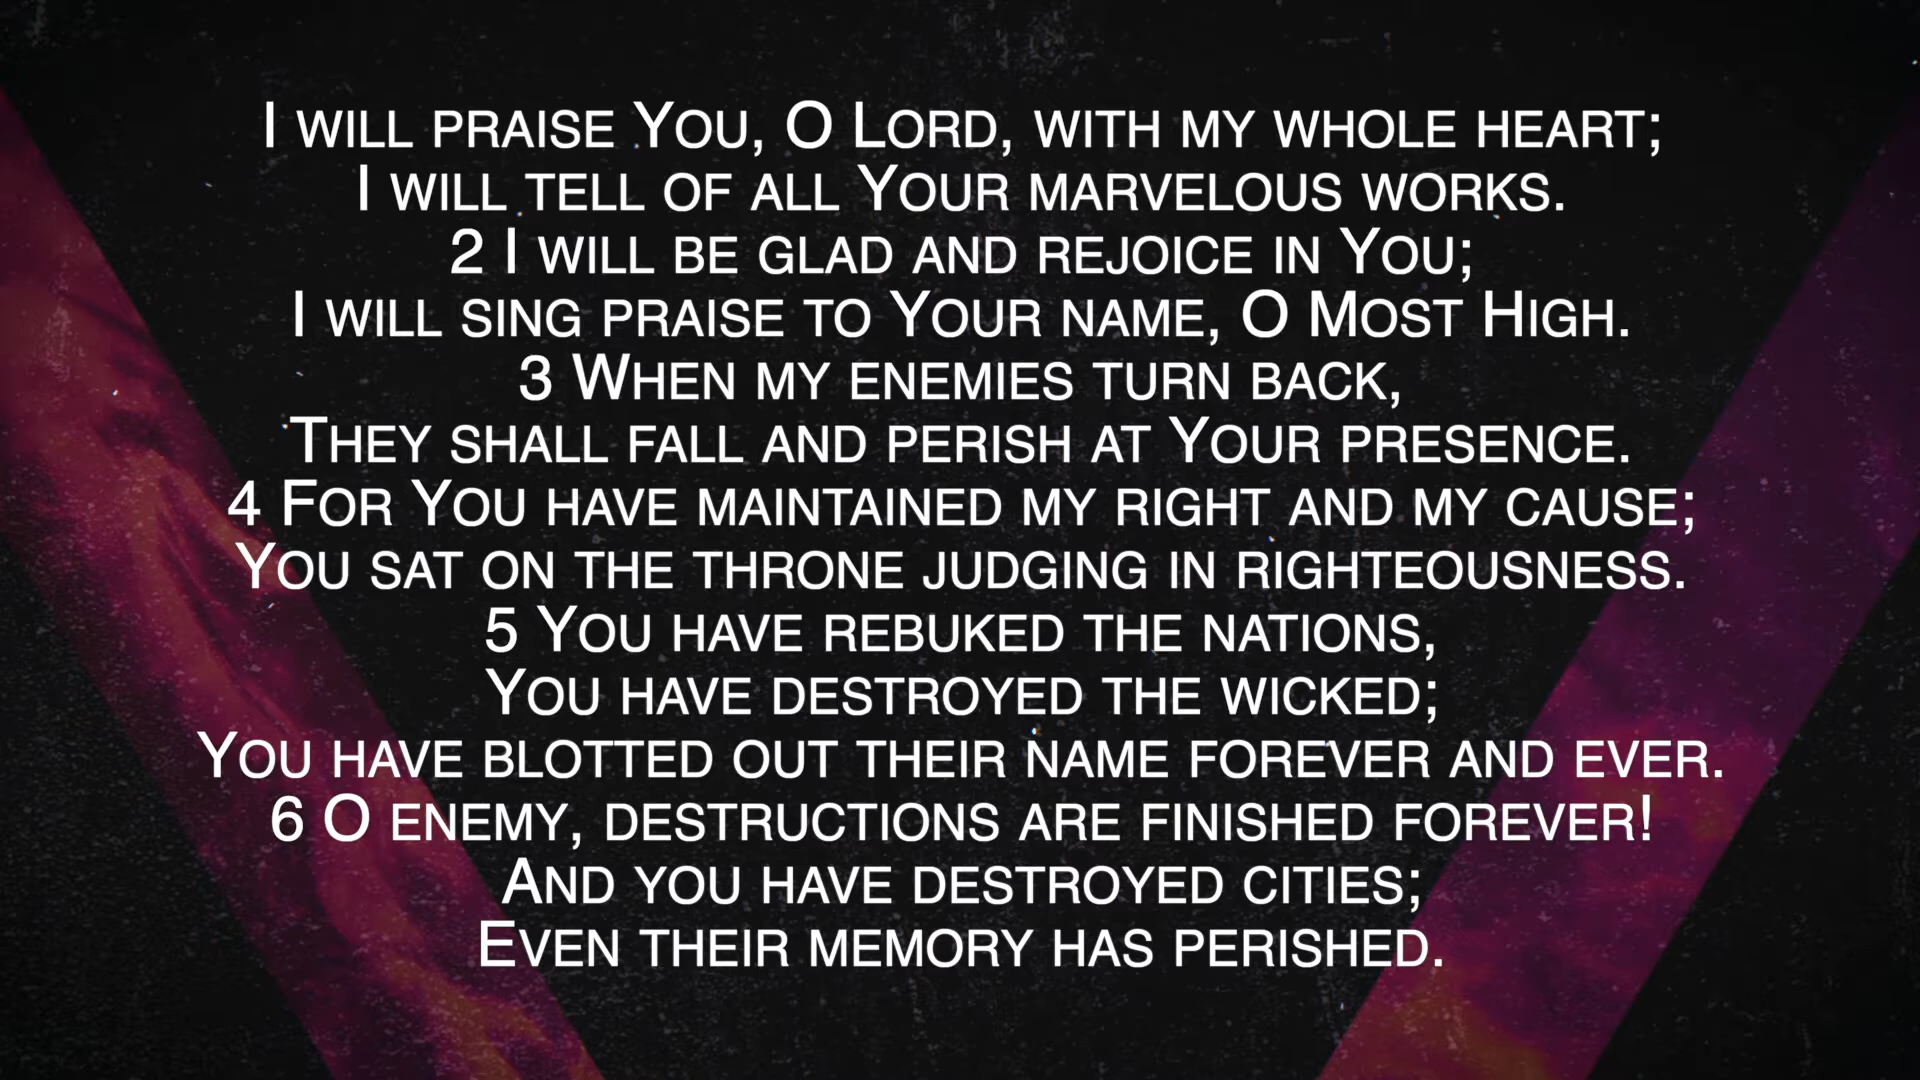 I will praise You, O Lord, with my whole heart;
I will tell of all Your marvelous works.
2 I will be glad and rejoice in You;
I will sing praise to Your name, O Most High.
3 When my enemies turn back,
They shall fall and perish at Your presence.
4 For You have maintained my right and my cause;
You sat on the throne judging in righteousness.
5 You have rebuked the nations,
You have destroyed the wicked;
You have blotted out their name forever and ever.
6 O enemy, destructions are finished forever!
And you have destroyed cities;
Even their memory has perished.